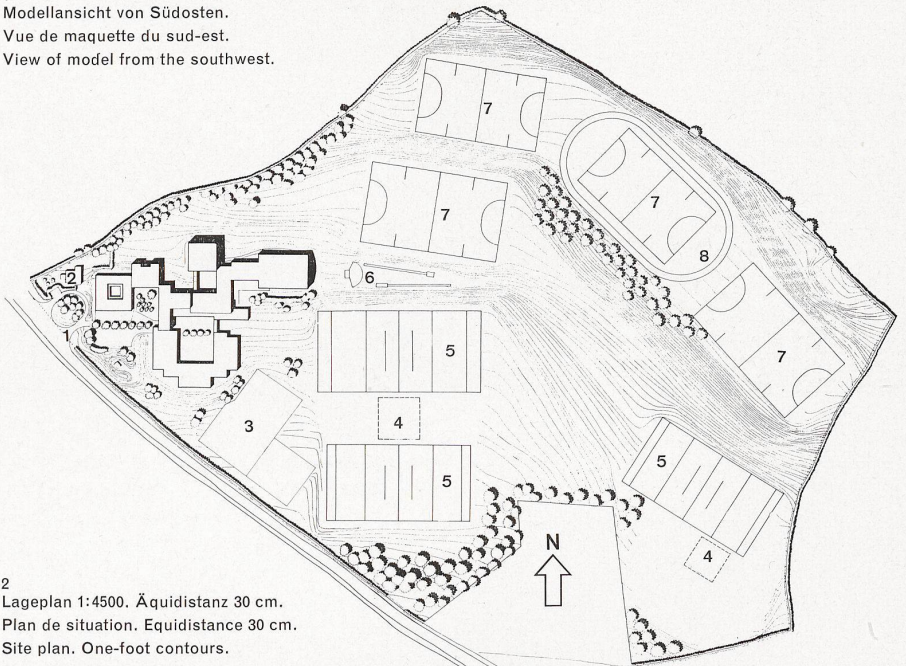 Modellansicht von Südosten.
Vue de maquette du sud-est.
View of model from the southwest.
7
7
7
8
2
6
1
5
7
3
4
5
5
4
N
2
Lageplan 1:4500. Äquidistanz 30 cm.
Plan de situation. Equidistance 30 cm.
Site plan. One-foot contours.